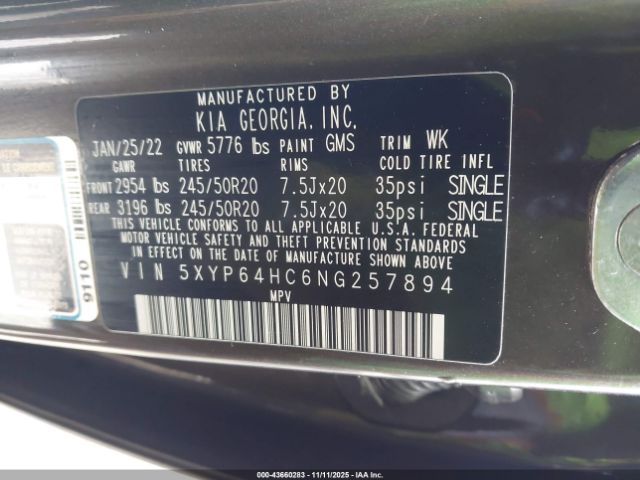 MANUFACTURED BY
KIA GEORGIA, INC.
JAN/25/22 GVWR 5776 lbs PAINT GMS TRIM WK
GAWR TIRES RIMS COLD TIRE INFL
FRONT 2954 lbs 245/50R20 7.5Jx20 35psi SINGLE
REAR 3196 lbs 245/50R20 7.5Jx20 35psi SINGLE
THIS VEHICLE CONFORMS TO ALL APPLICABLE U.S.A. FEDERAL
MOTOR VEHICLE SAFETY AND THEFT PREVENTION STANDARDS
IN EFFECT ON THE DATE OF MANUFACTURE SHOWN ABOVE.
VIN 5XYP64HC6NG257894
MPV
9110
000-43660283 - 11/11/2025 - IAAI.COM